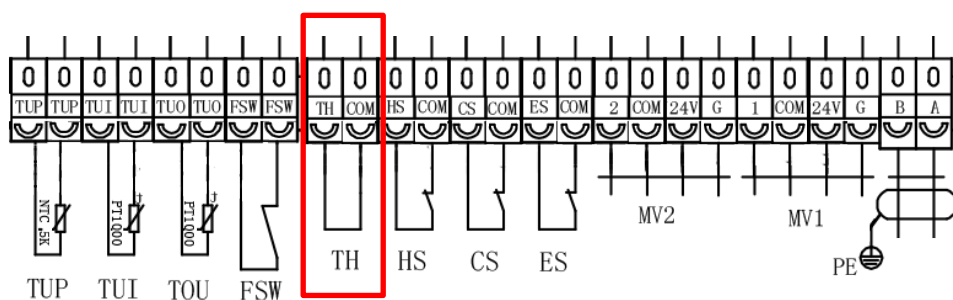 0 0 0 0 0 0 0 0 0 0 0 0 0 0 0 0 0 0 0 0 0 0 0 0 0 0
TUP TUP TUI TUI TUO TUO FSW FSW TH COM HS COM CS COM ES COM 2 COM 24V G 1 COM 24V G B A
NTC .5K
PT1000
t
PT1000
t
MV2
MV1
TH HS CS ES
PE
TUP TUI TOU FSW